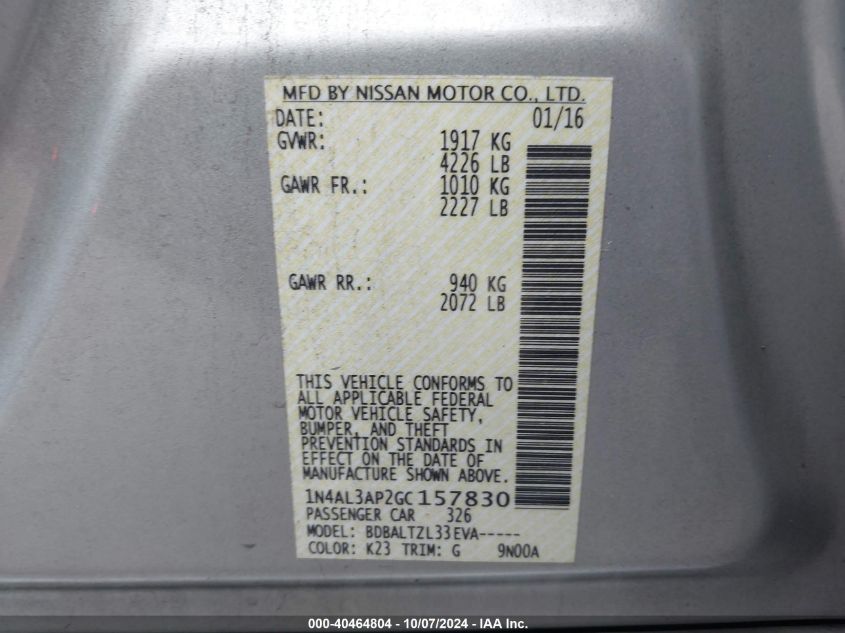 MFD BY NISSAN MOTOR CO., LTD.
DATE: 01/16
GVWR: 1917 KG
4226 LB
GAWR FR.: 1010 KG
2227 LB
GAWR RR.: 940 KG
2072 LB
THIS VEHICLE CONFORMS TO
ALL APPLICABLE FEDERAL
MOTOR VEHICLE SAFETY,
BUMPER, AND THEFT
PREVENTION STANDARDS IN
EFFECT ON THE DATE OF
MANUFACTURE SHOWN ABOVE.
1N4AL3AP2GC157830
PASSENGER CAR 326
MODEL: BDBALTZL33EVA-----
COLOR: K23 TRIM: G 9N00A
000-40464804 - 10/07/2024 - IAA Inc.